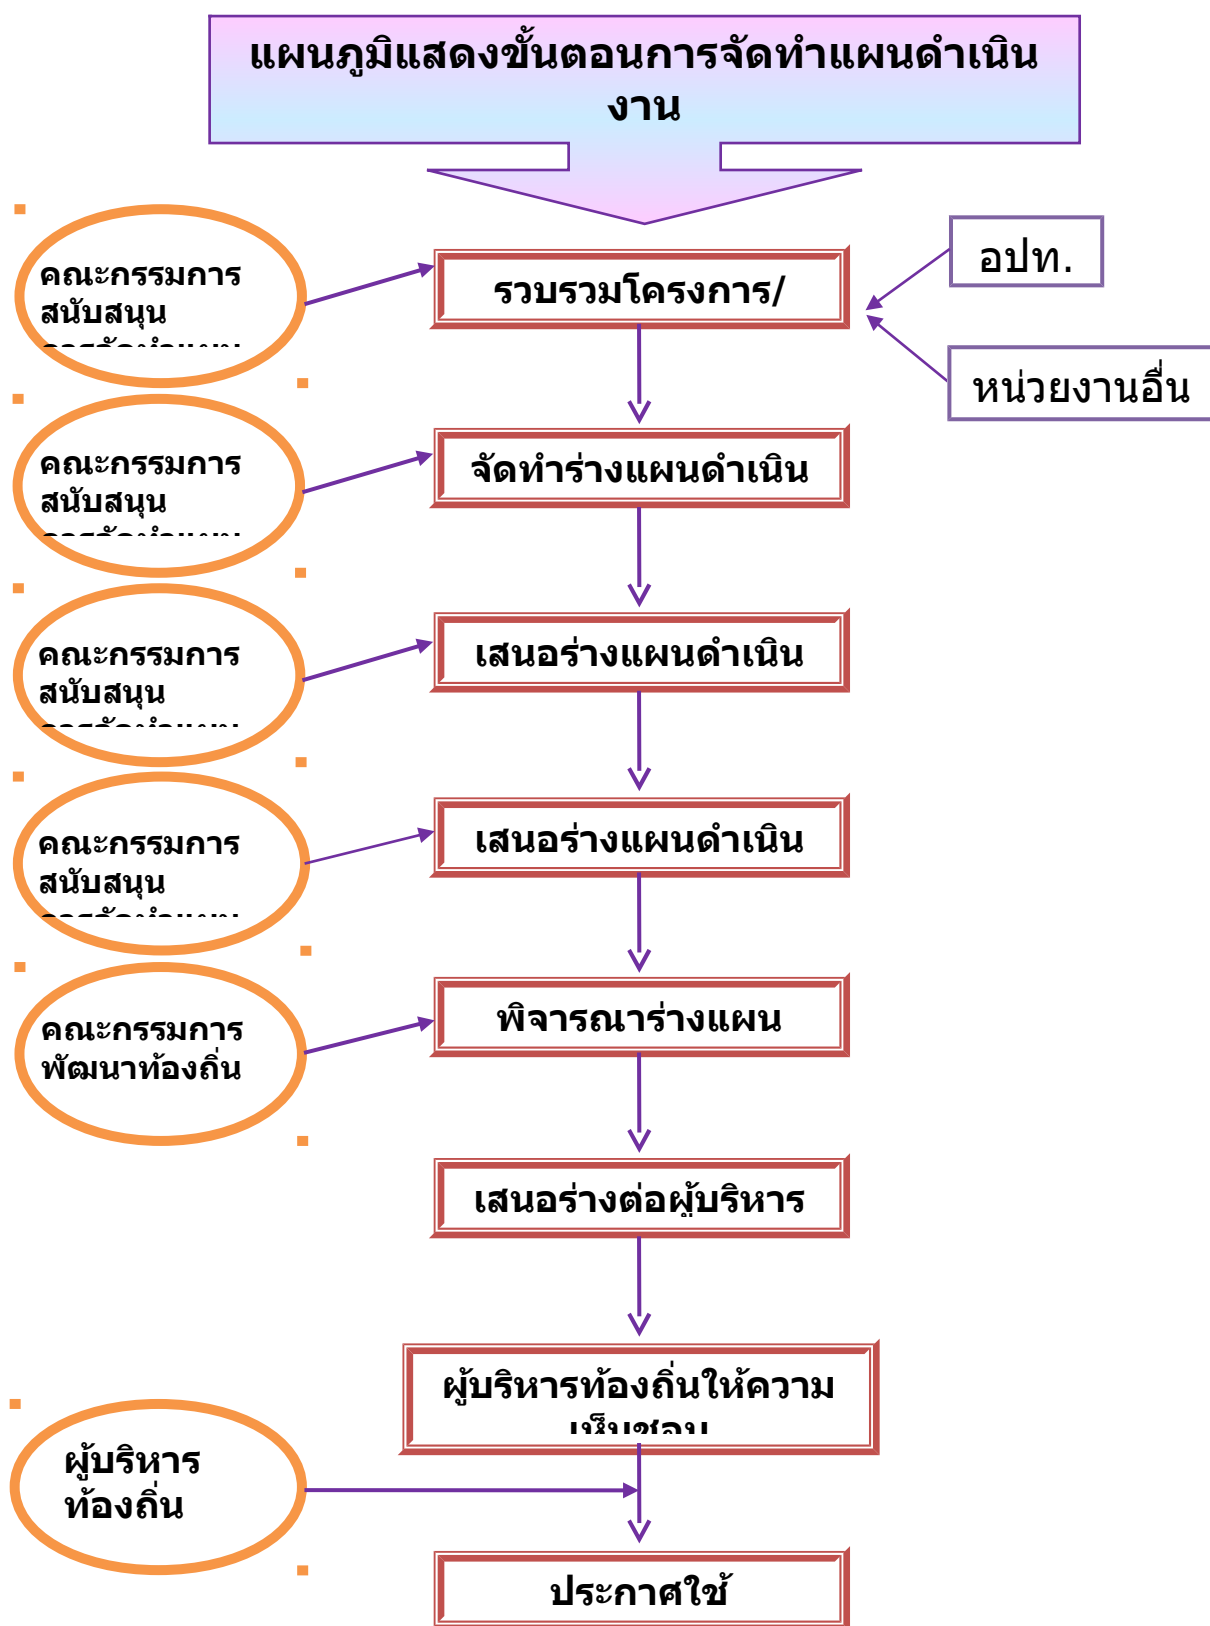 แผนภูมิแสดงขั้นตอนการจัดทำแผนดำเนิน
งาน
อปท.
คณะกรรมการ
สนับสนุน
รวบรวมโครงการ/
หน่วยงานอื่น
คณะกรรมการ
สนับสนุน
จัดทำร่างแผนดำเนิน
คณะกรรมการ
สนับสนุน
เสนอร่างแผนดำเนิน
คณะกรรมการ
สนับสนุน
เสนอร่างแผนดำเนิน
คณะกรรมการ
พัฒนาท้องถิ่น
พิจารณาร่างแผน
เสนอร่างต่อผู้บริหาร
ผู้บริหารท้องถิ่นให้ความ
เห็นชอบ
ผู้บริหาร
ท้องถิ่น
ประกาศใช้